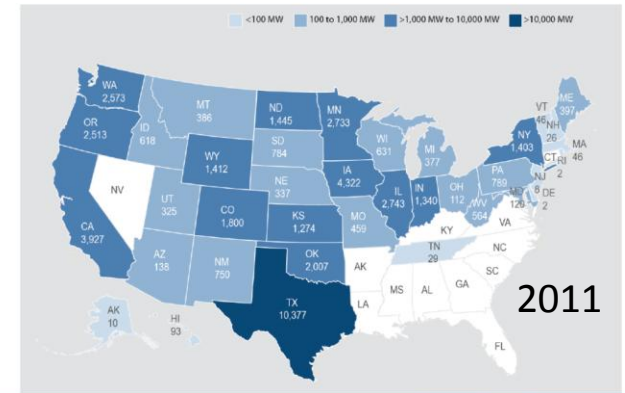 <100 MW 100 to 1,000 MW >1,000 MW to 10,000 MW >10,000 MW
WA
2,573
OR
2,513
CA
3,927
NV
ID
618
MT
386
WY
1,412
UT
325
AZ
138
CO
1,800
NM
750
ND
1,445
SD
784
NE
337
KS
1,274
OK
2,007
TX
10,377
MN
2,733
IA
4,322
MO
459
AK
LA
WI
631
IL
2,743
MI
377
IN
1,340
OH
112
KY
TN
29
MS
AL
GA
FL
SC
NC
VA
WV
564
PA
789
NY
1,403
VT
46
NH
26
ME
397
MA
46
CT
RI
2
NJ
8
DE
2
MD
120
AK
10
HI
93
2011